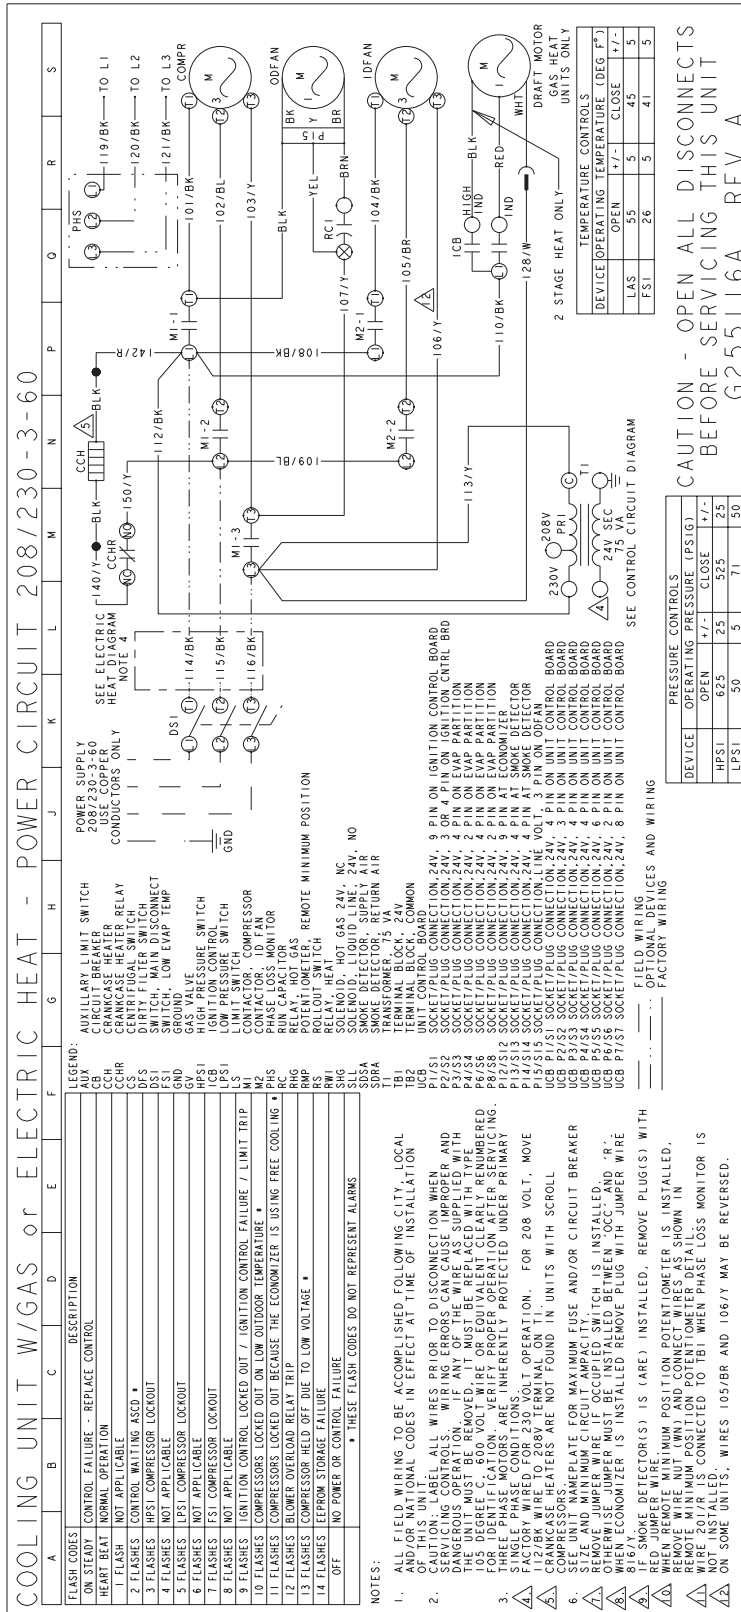 COOLING UNIT W/GAS or ELECTRIC HEAT - POWER CIRCUIT 208/230-3-60
A B C D E F G H J K L M N P Q R S
FLASH CODES DESCRIPTION
ON STEADY CONTROL FAILURE - REPLACE CONTROL
HEART BEAT NORMAL OPERATION
1 FLASH NOT APPLICABLE
2 FLASHES CONTROL WAITING ASCD *
3 FLASHES HPS1 COMPRESSOR LOCKOUT
4 FLASHES NOT APPLICABLE
5 FLASHES LPS1 COMPRESSOR LOCKOUT
6 FLASHES NOT APPLICABLE
7 FLASHES FS1 COMPRESSOR LOCKOUT
8 FLASHES NOT APPLICABLE
9 FLASHES IGNITION CONTROL LOCKED OUT / IGNITION CONTROL FAILURE / LIMIT TRIP
10 FLASHES COMPRESSORS LOCKED OUT ON LOW OUTDOOR TEMPERATURE *
11 FLASHES COMPRESSORS LOCKED OUT BECAUSE THE ECONOMIZER IS USING FREE COOLING *
12 FLASHES BLOWER OVERLOAD RELAY TRIP
13 FLASHES COMPRESSOR HELD OFF DUE TO LOW VOLTAGE *
14 FLASHES EEPROM STORAGE FAILURE
OFF NO POWER OR CONTROL FAILURE
* THESE FLASH CODES DO NOT REPRESENT ALARMS
NOTES:
1. ALL FIELD WIRING TO BE ACCOMPLISHED FOLLOWING CITY, LOCAL
AND/OR NATIONAL CODES IN EFFECT AT TIME OF INSTALLATION
OF THIS UNIT.
2. CAUTION: LABEL ALL WIRES PRIOR TO DISCONNECTION WHEN
SERVICING CONTROLS. WIRING ERRORS CAN CAUSE IMPROPER AND
DANGEROUS OPERATION. IF ANY OF THE WIRE AS SUPPLIED WITH
THE UNIT MUST BE REMOVED, IT MUST BE REPLACED WITH TYPE
105 DEGREE C, A 600 VOLT WIRE OR EQUIVALENT CLEARLY RENUMBERED
FOR IDENTIFICATION. VERIFY PROPER OPERATION AFTER SERVICING.
3. THREE PHASE MOTORS ARE INHERENTLY PROTECTED UNDER PRIMARY
SINGLE PHASE CONDITIONS.
4. FACTORY WIRED FOR 230 VOLT OPERATION. FOR 208 VOLT, MOVE
112/BK WIRE TO 208V TERMINAL ON T1.
5. CRANKCASE HEATERS ARE NOT FOUND IN UNITS WITH SCROLL
COMPRESSORS.
6. SEE UNIT NAMEPLATE FOR MAXIMUM FUSE AND/OR CIRCUIT BREAKER
SIZE AND MINIMUM CIRCUIT AMPACITY.
7. REMOVE JUMPER WIRE IF OCCUPIED SWITCH IS INSTALLED.
OTHERWISE JUMPER MUST BE INSTALLED BETWEEN 'OCC' AND 'R'.
8. WHEN ECONOMIZER IS INSTALLED REMOVE PLUG WITH JUMPER WIRE
816/Y.
9. IF SMOKE DETECTOR(S) IS (ARE) INSTALLED, REMOVE PLUG(S) WITH
RED JUMPER WIRE.
10. WHEN REMOTE MINIMUM POSITION POTENTIOMETER IS INSTALLED,
REMOVE WIRE NUT (WN) AND CONNECT WIRES AS SHOWN IN
REMOTE MINIMUM POSITION POTENTIOMETER DETAIL.
11. WIRE 201/R IS CONNECTED TO TB1 WHEN PHASE LOSS MONITOR IS
NOT INSTALLED.
12. ON SOME UNITS, WIRES 105/BR AND 106/Y MAY BE REVERSED.
LEGEND:
AUX AUXILLARY LIMIT SWITCH
CB CIRCUIT BREAKER
CCH CRANKCASE HEATER
CCHR CRANKCASE HEATER RELAY
CS CENTRIFUGAL SWITCH
DFS DIRTY FILTER SWITCH
DS1 SWITCH, MAIN DISCONNECT
FS1 SWITCH, LOW EVAP TEMP
GND GROUND
GV GAS VALVE
HPS1 HIGH PRESSURE SWITCH
ICB IGNITION CONTROL
LPS1 LOW PRESSURE SWITCH
LS LIMIT SWITCH
M1 CONTACTOR, COMPRESSOR
M2 CONTACTOR, ID FAN
PHS PHASE LOSS MONITOR
RC RUN CAPACITOR
RHG RELAY, HOT GAS
RMP POTENTIOMETER, REMOTE MINIMUM POSITION
RS ROLLOUT SWITCH
RW1 RELAY, HEAT
SHG SOLENOID, HOT GAS 24V, NC
SLL SOLENOID, LIQUID LINE, 24V, NO
SDSA SMOKE DETECTOR, SUPPLY AIR
SDRA SMOKE DETECTOR, RETURN AIR
T1 TRANSFORMER, 75 VA
TB1 TERMINAL BLOCK, 24V
TB2 TERMINAL BLOCK, COMMON
UCB UNIT CONTROL BOARD
P1/S1 SOCKET/PLUG CONNECTION,24V, 9 PIN ON IGNITION CONTROL BOARD
P2/S2 SOCKET/PLUG CONNECTION,24V, 3 OR 4 PIN ON IGNITION CNTRL BRD
P3/S3 SOCKET/PLUG CONNECTION,24V, 4 PIN ON EVAP PARTITION
P4/S4 SOCKET/PLUG CONNECTION,24V, 2 PIN ON EVAP PARTITION
P6/S6 SOCKET/PLUG CONNECTION,24V, 4 PIN ON EVAP PARTITION
P8/S8 SOCKET/PLUG CONNECTION,24V, 2 PIN ON EVAP PARTITION
P12/S12 SOCKET/PLUG CONNECTION,24V, 9 PIN AT ECONOMIZER
P13/S13 SOCKET/PLUG CONNECTION,24V, 4 PIN AT SMOKE DETECTOR
P14/S14 SOCKET/PLUG CONNECTION,24V, 4 PIN AT SMOKE DETECTOR
P15/S15 SOCKET/PLUG CONNECTION,LINE VOLT, 3 PIN ON ODFAN
UCB P1/S1 SOCKET/PLUG CONNECTION,24V, 4 PIN ON UNIT CONTROL BOARD
UCB P2/S2 SOCKET/PLUG CONNECTION,24V, 3 PIN ON UNIT CONTROL BOARD
UCB P3/S3 SOCKET/PLUG CONNECTION,24V, 4 PIN ON UNIT CONTROL BOARD
UCB P4/S4 SOCKET/PLUG CONNECTION,24V, 4 PIN ON UNIT CONTROL BOARD
UCB P5/S5 SOCKET/PLUG CONNECTION,24V, 6 PIN ON UNIT CONTROL BOARD
UCB P6/S6 SOCKET/PLUG CONNECTION,24V, 2 PIN ON UNIT CONTROL BOARD
UCB P7/S7 SOCKET/PLUG CONNECTION,24V, 8 PIN ON UNIT CONTROL BOARD
FIELD WIRING
OPTIONAL DEVICES AND WIRING
FACTORY WIRING
POWER SUPPLY
208/230-3-60
USE COPPER
CONDUCTORS ONLY
GND
DS1
L1 T1
L2 T2
L3 T3
SEE ELECTRIC
HEAT DIAGRAM
NOTE 4
114/BK
115/BK
116/BK
140/Y BLK CCH BLK
5
CCHR
NC NO
150/Y
142/R
112/BK
M1-1
L1 T1
M1-2
L2 T2
M1-3
L3 T3
109/BL
108/BK
M2-1
L1 T1
M2-2
L2 T2
113/Y
PHS
L3 L2 L1
119/BK TO L1
120/BK TO L2
121/BK TO L3
COMPR
101/BK T1
102/BL T2
103/Y T3
M 3
ODFAN
BLK BK
YEL P15 Y
107/Y RC1 BRN BR
M 1
IDFAN
104/BK T1
105/BR T2
106/Y T3
M 3
12
ICB
HIGH
IND
BLK
L1
IND
RED
110/BK
128/W WHT
M 1
DRAFT MOTOR
GAS HEAT
UNITS ONLY
2 STAGE HEAT ONLY
230V 208V
PRI
C
T1
24V SEC
75 VA
4
SEE CONTROL CIRCUIT DIAGRAM
TEMPERATURE CONTROLS
DEVICE OPERATING TEMPERATURE (DEG F°)
OPEN +/- CLOSE +/-
LAS 55 5 45 5
FS1 26 5 41 5
PRESSURE CONTROLS
DEVICE OPERATING PRESSURE (PSIG)
OPEN +/- CLOSE +/-
HPS1 625 25 525 25
LPS1 50 5 71 50
CAUTION - OPEN ALL DISCONNECTS
BEFORE SERVICING THIS UNIT
G255116A REV A